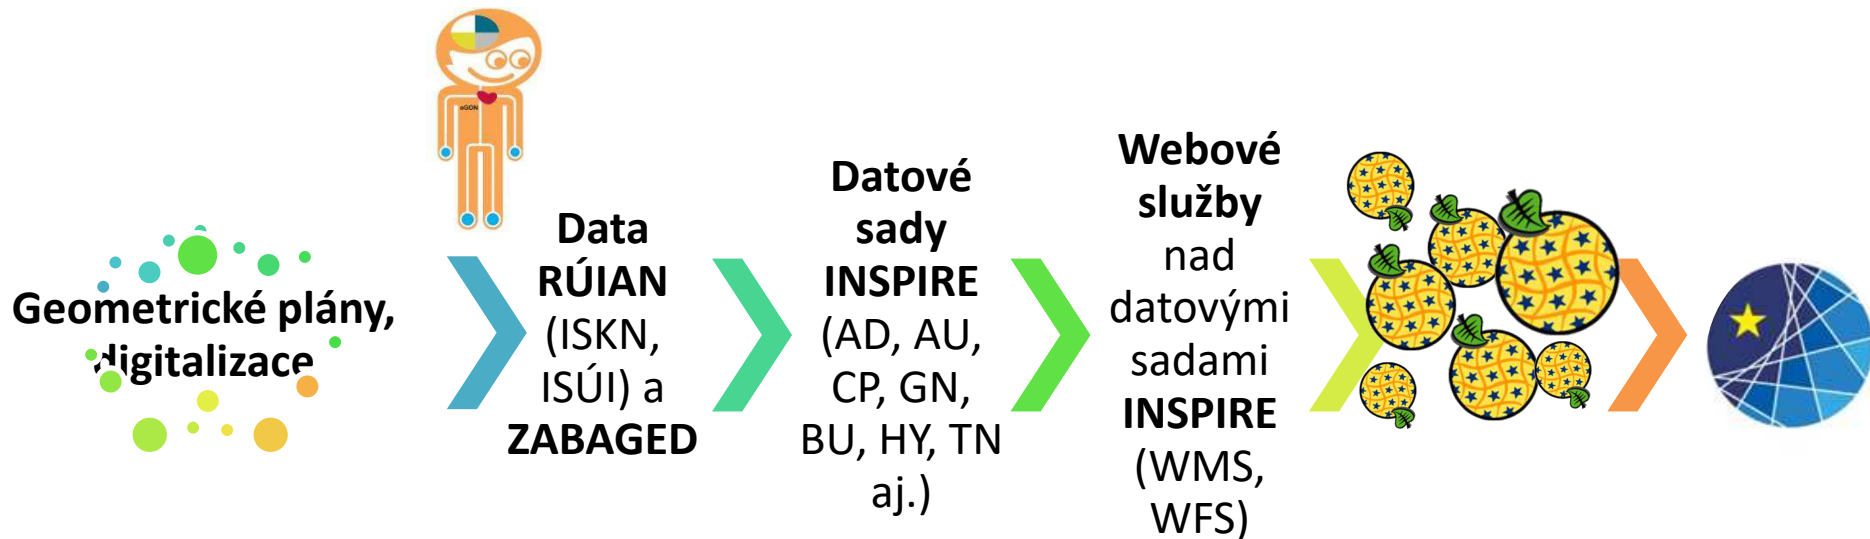 Geometrické plány,
digitalizace
eGON
Data
RÚIAN
(ISKN,
ISÚI) a
ZABAGED
Datové
sady
INSPIRE
(AD, AU,
CP, GN,
BU, HY, TN
aj.)
Webové
služby
nad
datovými
sadami
INSPIRE
(WMS,
WFS)